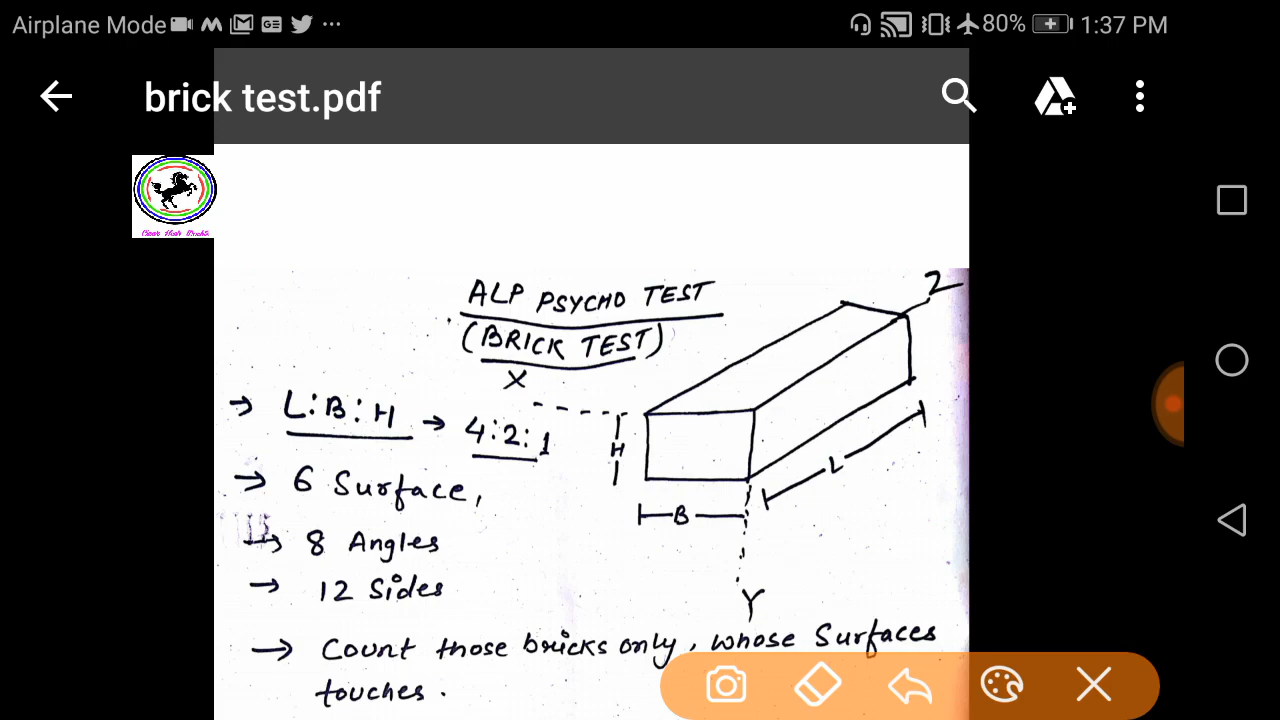 Airplane Mode 80% 1:37 PM
brick test.pdf
ALP PSYCHO TEST
(BRICK TEST)
X
Z
→ L:B:H → 4:2:1
H
→ 6 Surface,
L
B
→ 8 Angles
→ 12 Sides
Y
→ Count those bricks only, whose Surfaces
touches.